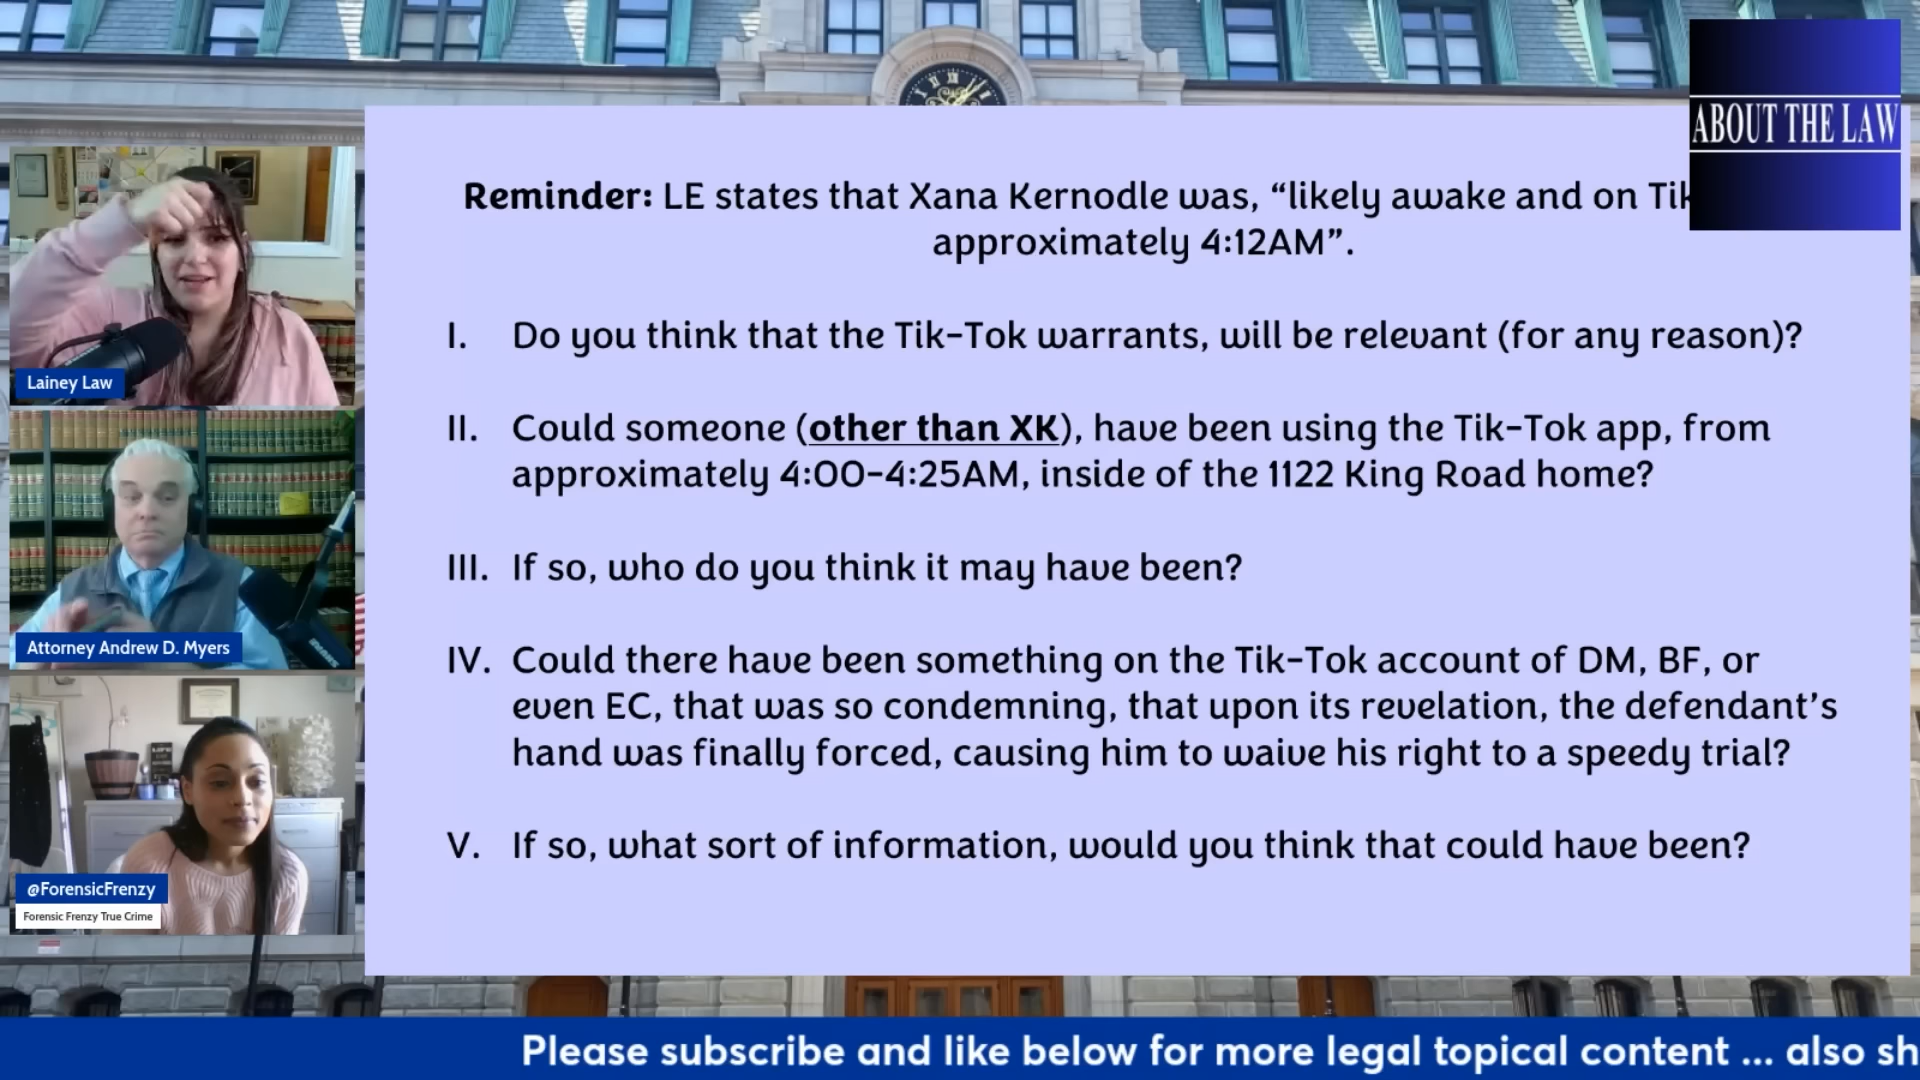 ABOUT THE LAW
Reminder: LE states that Xana Kernodle was, “likely awake and on Tik
approximately 4:12AM”.
I. Do you think that the Tik-Tok warrants, will be relevant (for any reason)?
II. Could someone (other than XK), have been using the Tik-Tok app, from
approximately 4:00-4:25AM, inside of the 1122 King Road home?
III. If so, who do you think it may have been?
IV. Could there have been something on the Tik-Tok account of DM, BF, or
even EC, that was so condemning, that upon its revelation, the defendant’s
hand was finally forced, causing him to waive his right to a speedy trial?
V. If so, what sort of information, would you think that could have been?
Lainey Law
Attorney Andrew D. Myers
@ForensicFrenzy
Forensic Frenzy True Crime
Please subscribe and like below for more legal topical content ... also sh